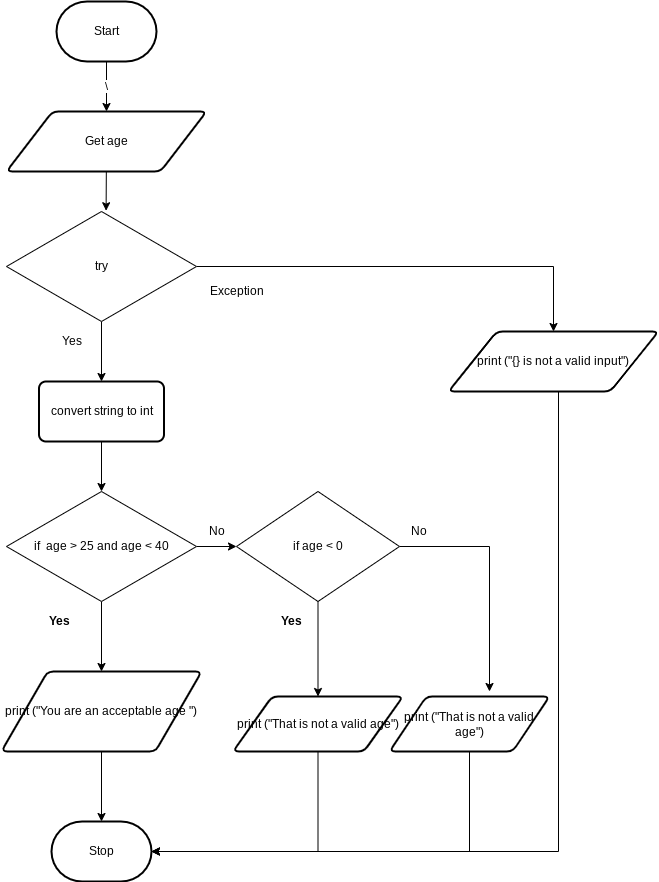 Start
\
Get age
try
Exception
Yes
print ("{} is not a valid input")
convert string to int
if  age > 25 and age < 40
No
if age < 0
No
Yes
Yes
print ("You are an acceptable age ")
print ("That is not a valid age")
print ("That is not a valid
age")
Stop